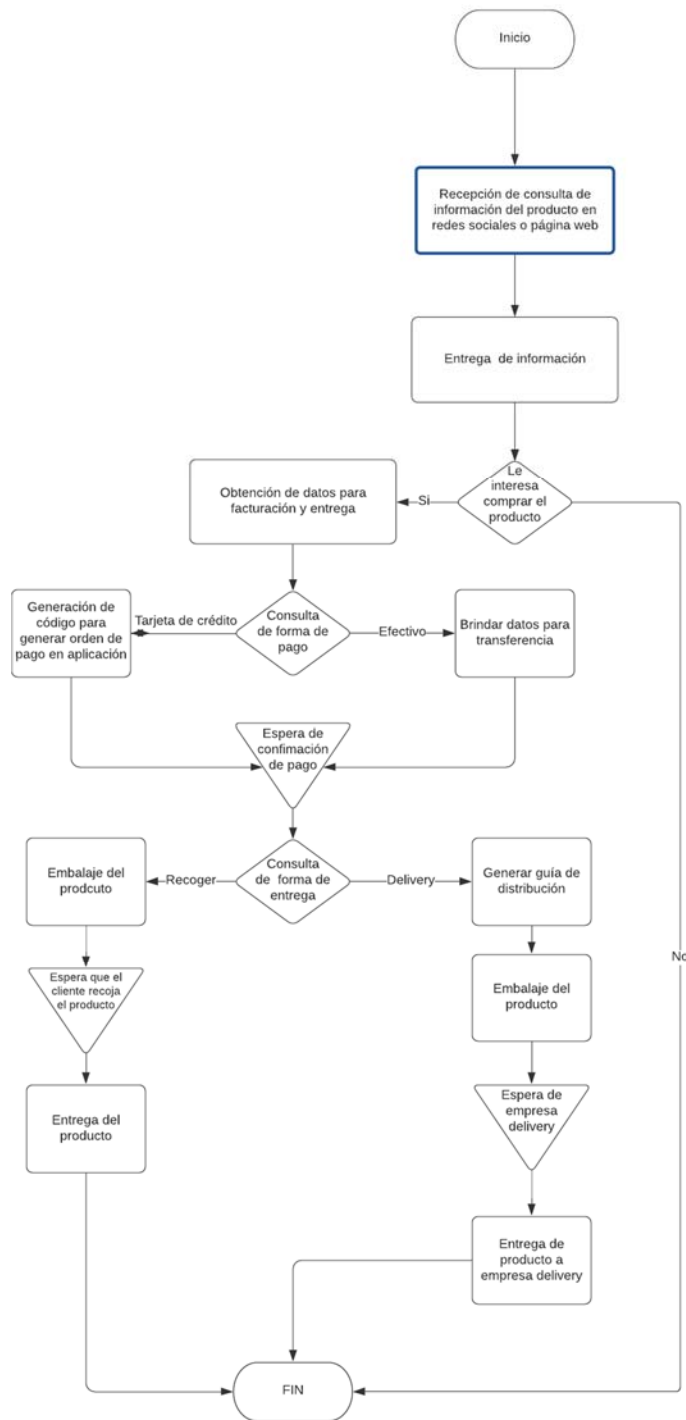 Inicio
Recepción de consulta de
información del producto en
redes sociales o página web
Entrega de información
Le
interesa
comprar el
producto
Si
No
Obtención de datos para
facturación y entrega
Consulta
de forma de
pago
Tarjeta de crédito
Efectivo
Generación de
código para
generar orden de
pago en aplicación
Brindar datos para
transferencia
Espera de
confimación
de pago
Consulta
de forma de
entrega
Recoger
Delivery
Embalaje del
prodcuto
Generar guía de
distribución
Espera que el
cliente recoja
el producto
Embalaje del
producto
Entrega del
producto
Espera de
empresa
delivery
Entrega de
producto a
empresa delivery
FIN